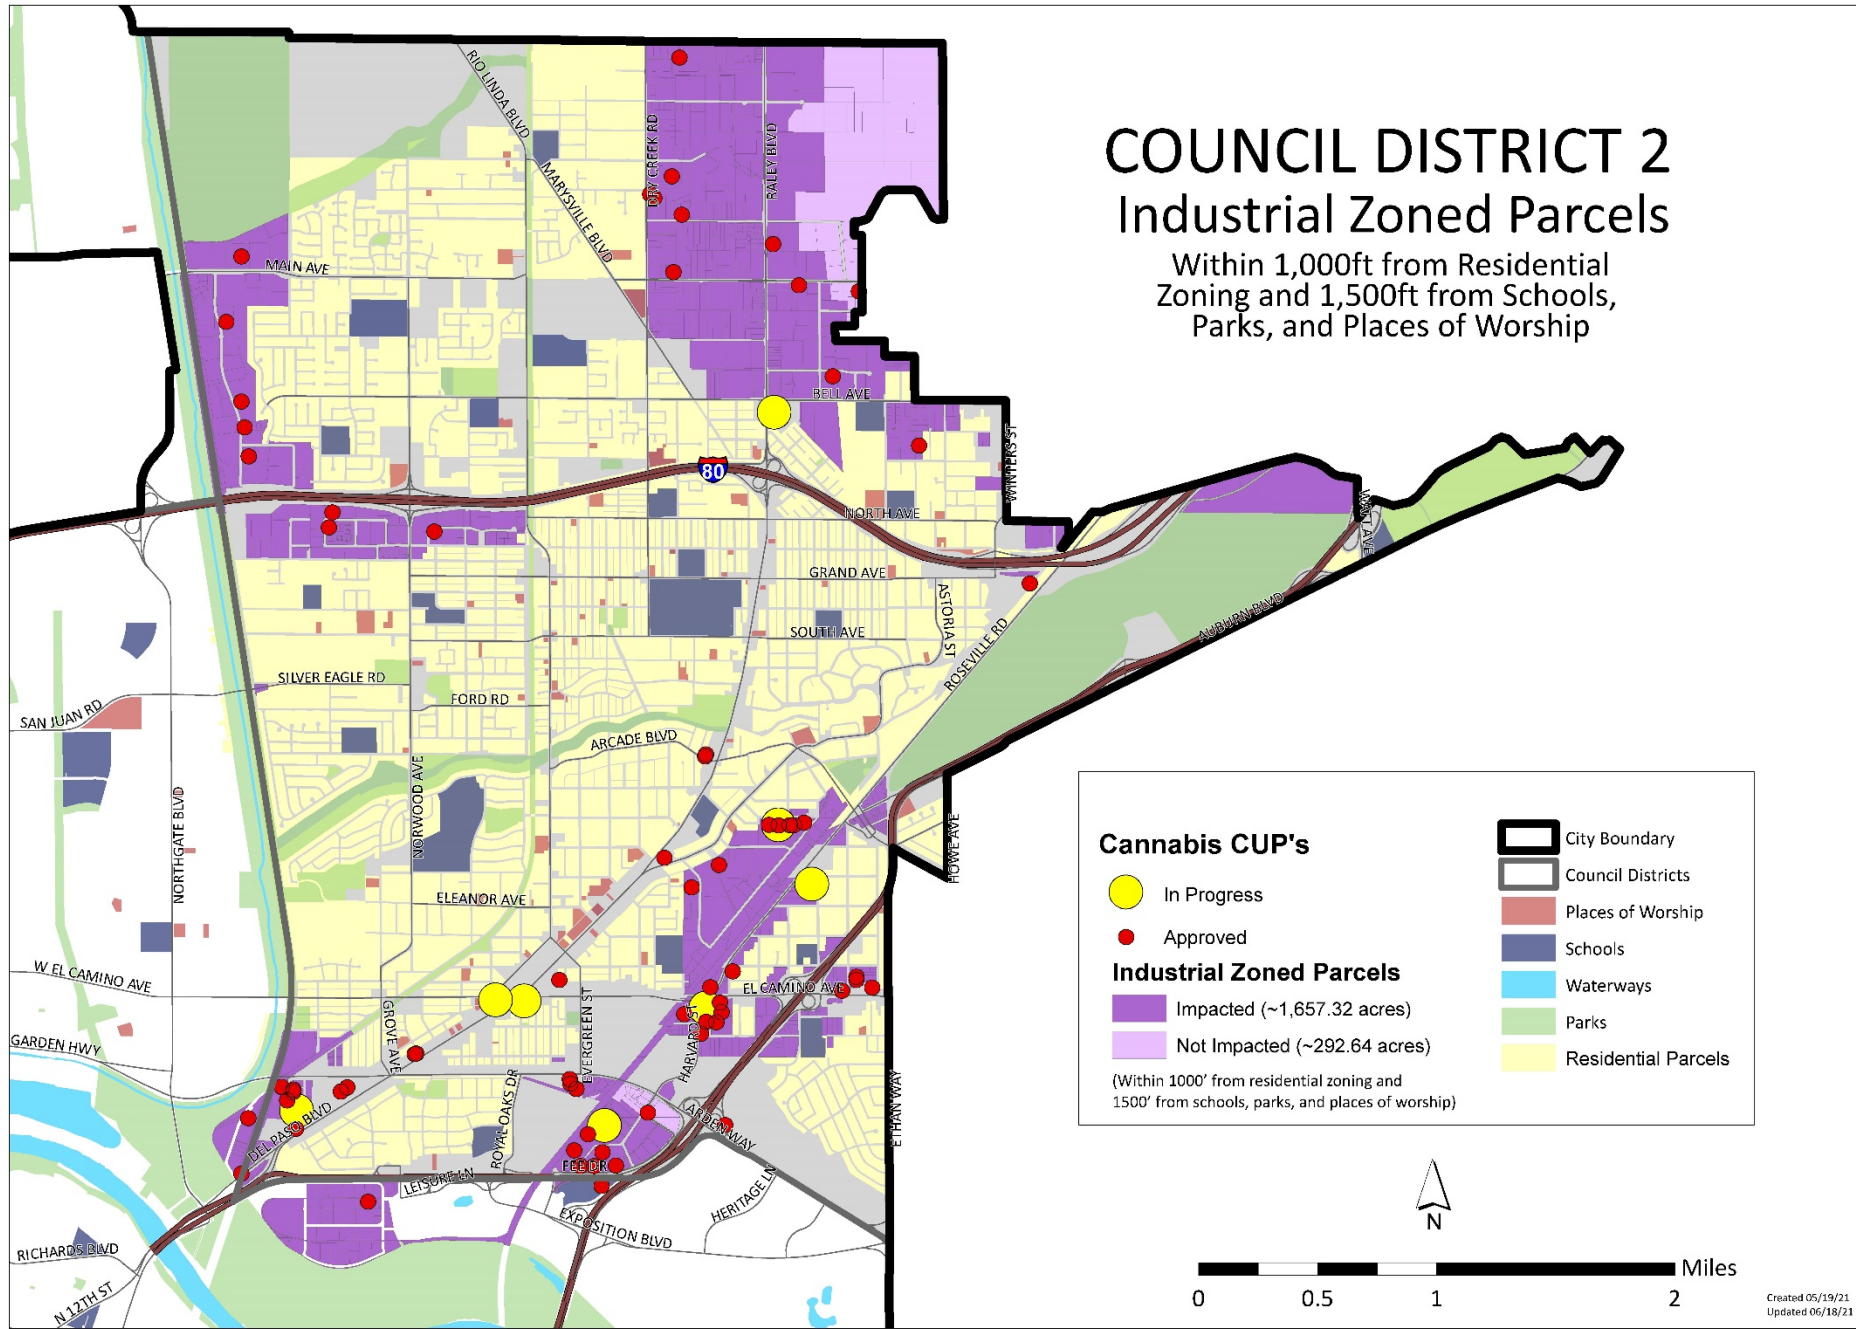 COUNCIL DISTRICT 2
Industrial Zoned Parcels
Within 1,000ft from Residential
Zoning and 1,500ft from Schools,
Parks, and Places of Worship
RIO LINDA BLVD
MARYSVILLE BLVD
DRY CREEK RD
RALEY BLVD
MAIN AVE
BELL AVE
WINTERS ST
80
NORTH AVE
WATT AVE
GRAND AVE
ASTORIA ST
AUBURN BLVD
SOUTH AVE
ROSEVILLE RD
SILVER EAGLE RD
FORD RD
SAN JUAN RD
ARCADE BLVD
NORWOOD AVE
NORTHGATE BLVD
HOWE AVE
ELEANOR AVE
W EL CAMINO AVE
EL CAMINO AVE
GROVE AVE
EVERGREEN ST
HARVARD ST
GARDEN HWY
ROYAL OAKS DR
ETHAN WAY
DEL PASO BLVD
ARDEN WAY
FEE DR
LEISURE LN
HERITAGE LN
EXPOSITION BLVD
RICHARDS BLVD
N 12TH ST
Cannabis CUP's
In Progress
Approved
Industrial Zoned Parcels
Impacted (~1,657.32 acres)
Not Impacted (~292.64 acres)
(Within 1000' from residential zoning and
1500' from schools, parks, and places of worship)
City Boundary
Council Districts
Places of Worship
Schools
Waterways
Parks
Residential Parcels
N
Miles
0 0.5 1 2
Created 05/19/21
Updated 06/18/21